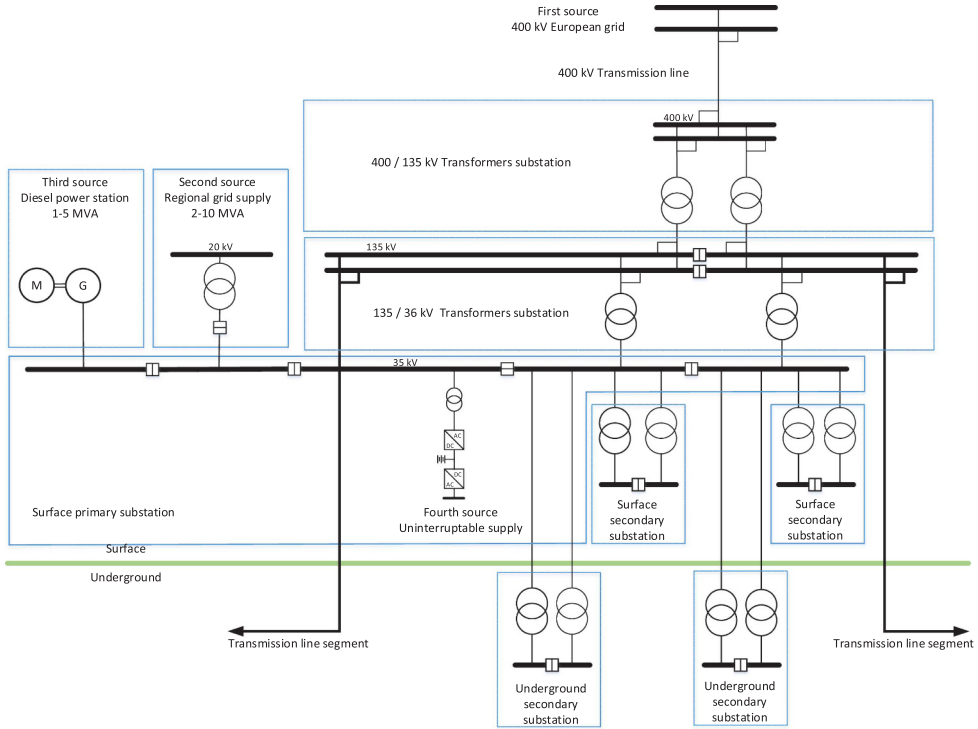 First source
400 kV European grid
400 kV Transmission line
400 kV
400 / 135 kV Transformers substation
Third source
Diesel power station
1-5 MVA
Second source
Regional grid supply
2-10 MVA
20 kV
135 kV
M
G
135 / 36 kV Transformers substation
35 kV
AC
DC
DC
AC
Surface primary substation
Fourth source
Uninterruptable supply
Surface
secondary
substation
Surface
secondary
substation
Surface
Underground
Transmission line segment
Transmission line segment
Underground
secondary
substation
Underground
secondary
substation